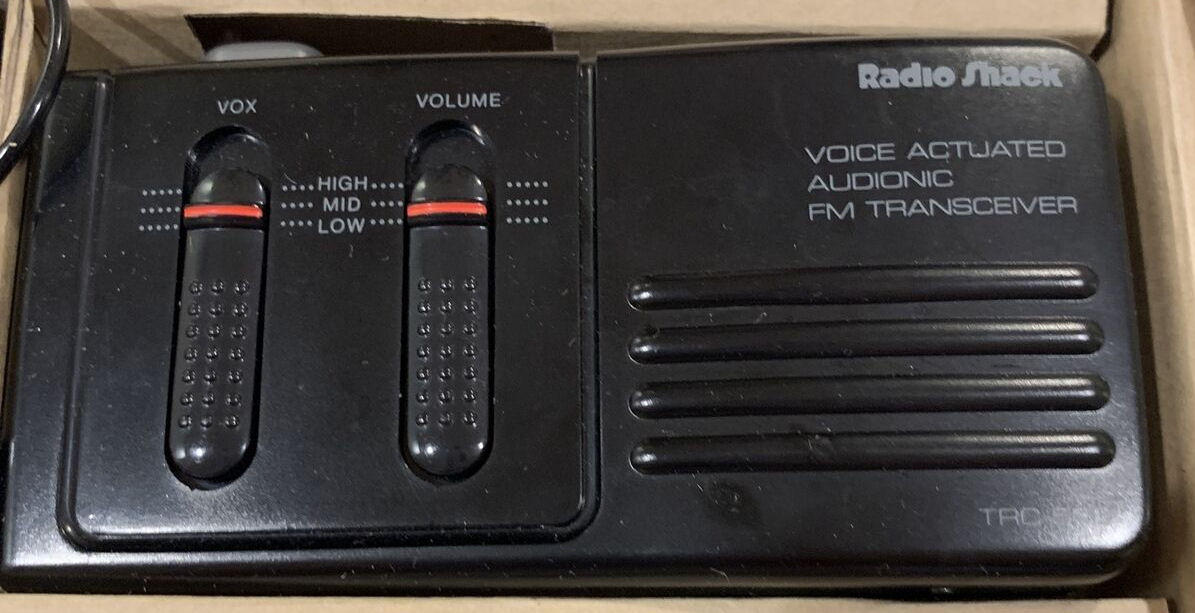 Radio Shack
VOX
VOLUME
VOICE ACTUATED
AUDIONIC
FM TRANSCEIVER
HIGH
MID
LOW
TRC